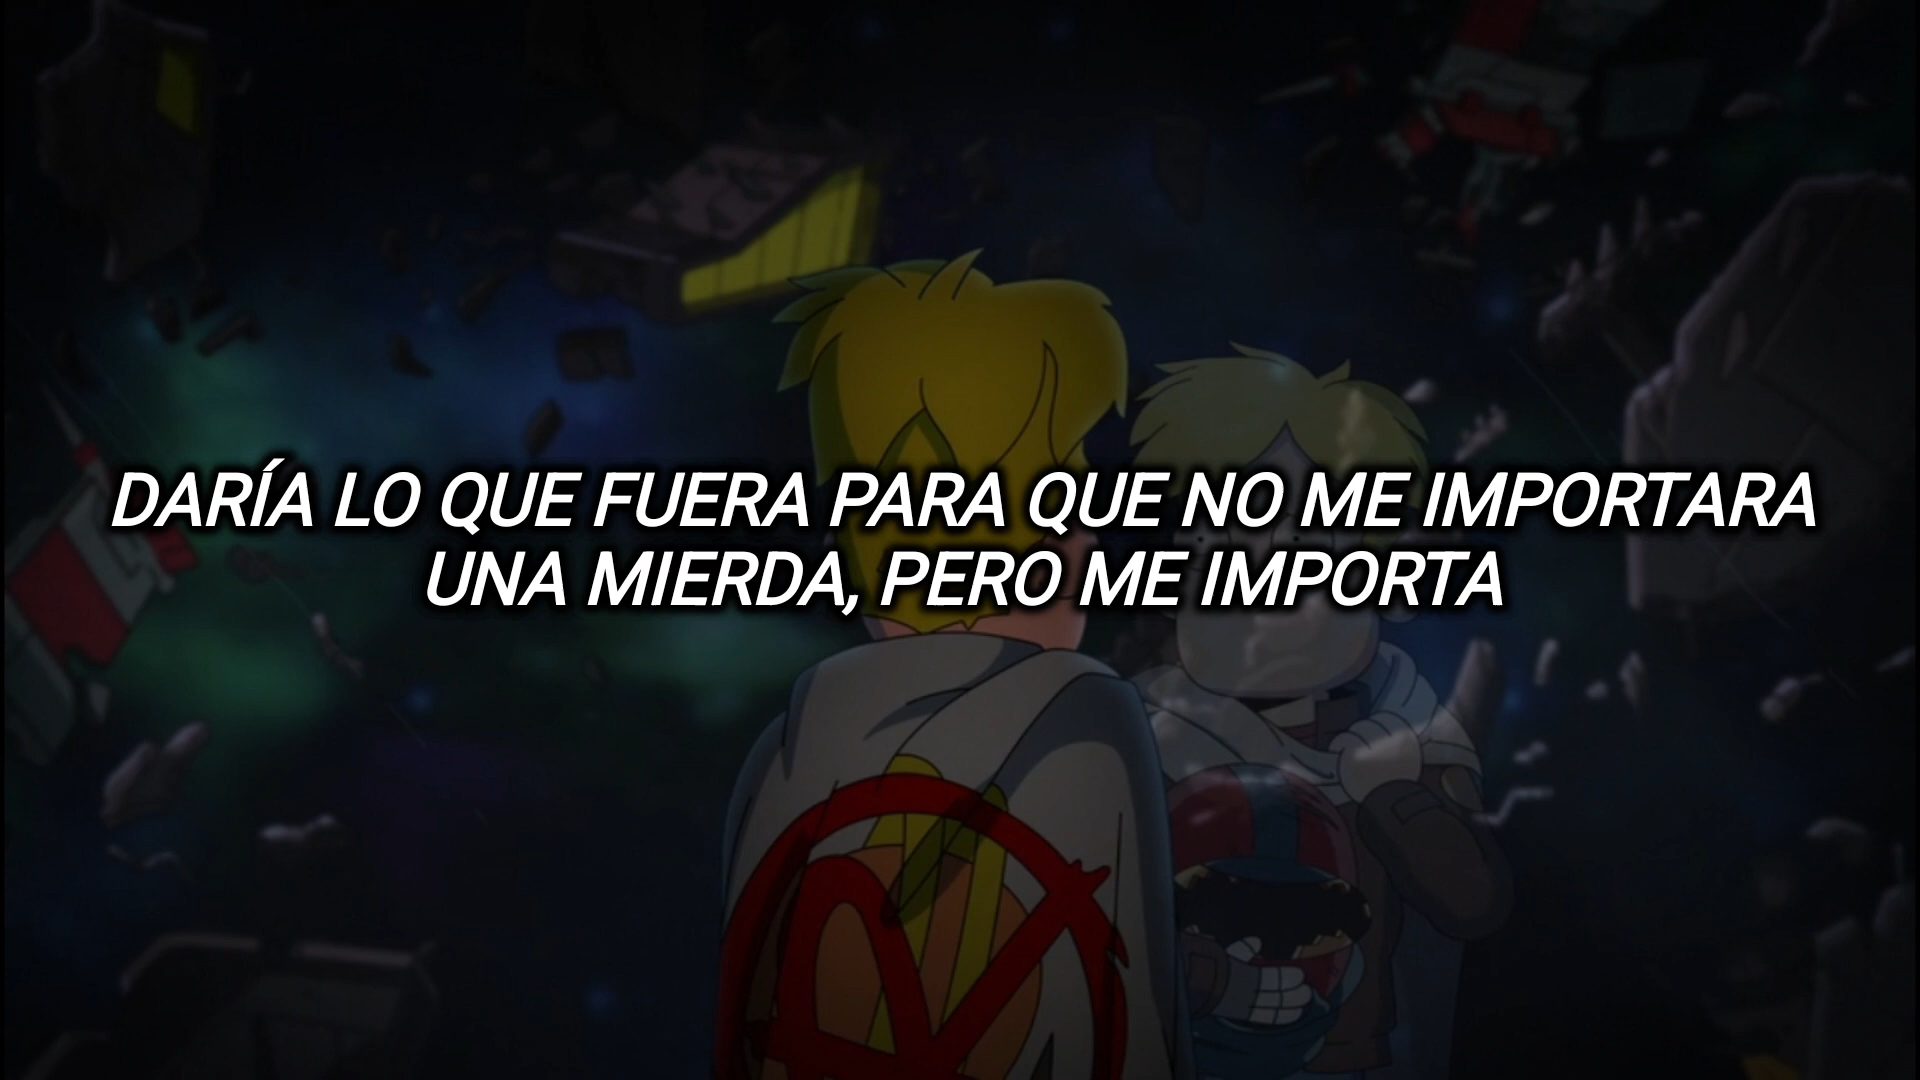 DARÍA LO QUE FUERA PARA QUE NO ME IMPORTARA
UNA MIERDA, PERO ME IMPORTA